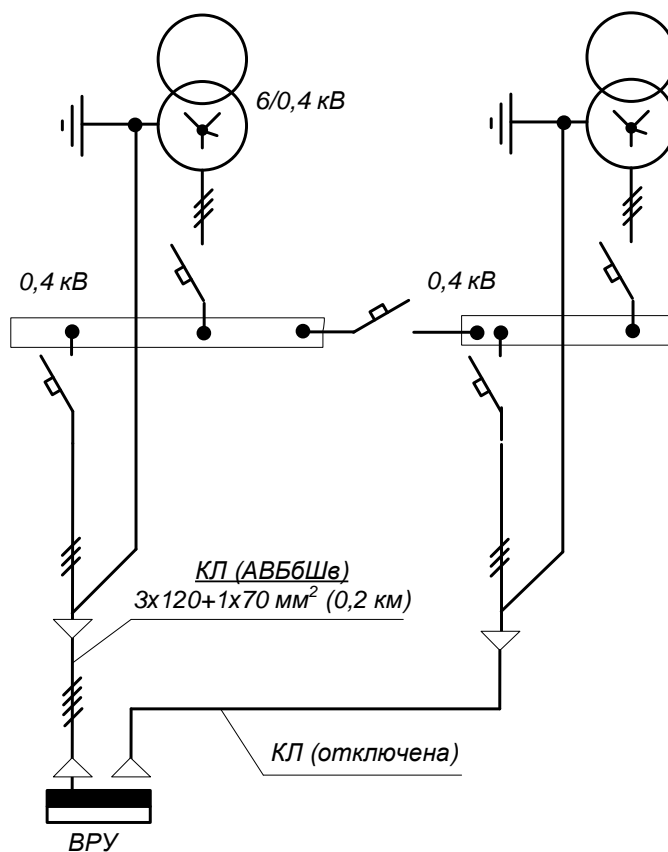 6/0,4 кВ
0,4 кВ
0,4 кВ
КЛ (АВБбШв)
3х120+1х70 мм² (0,2 км)
КЛ (отключена)
ВРУ